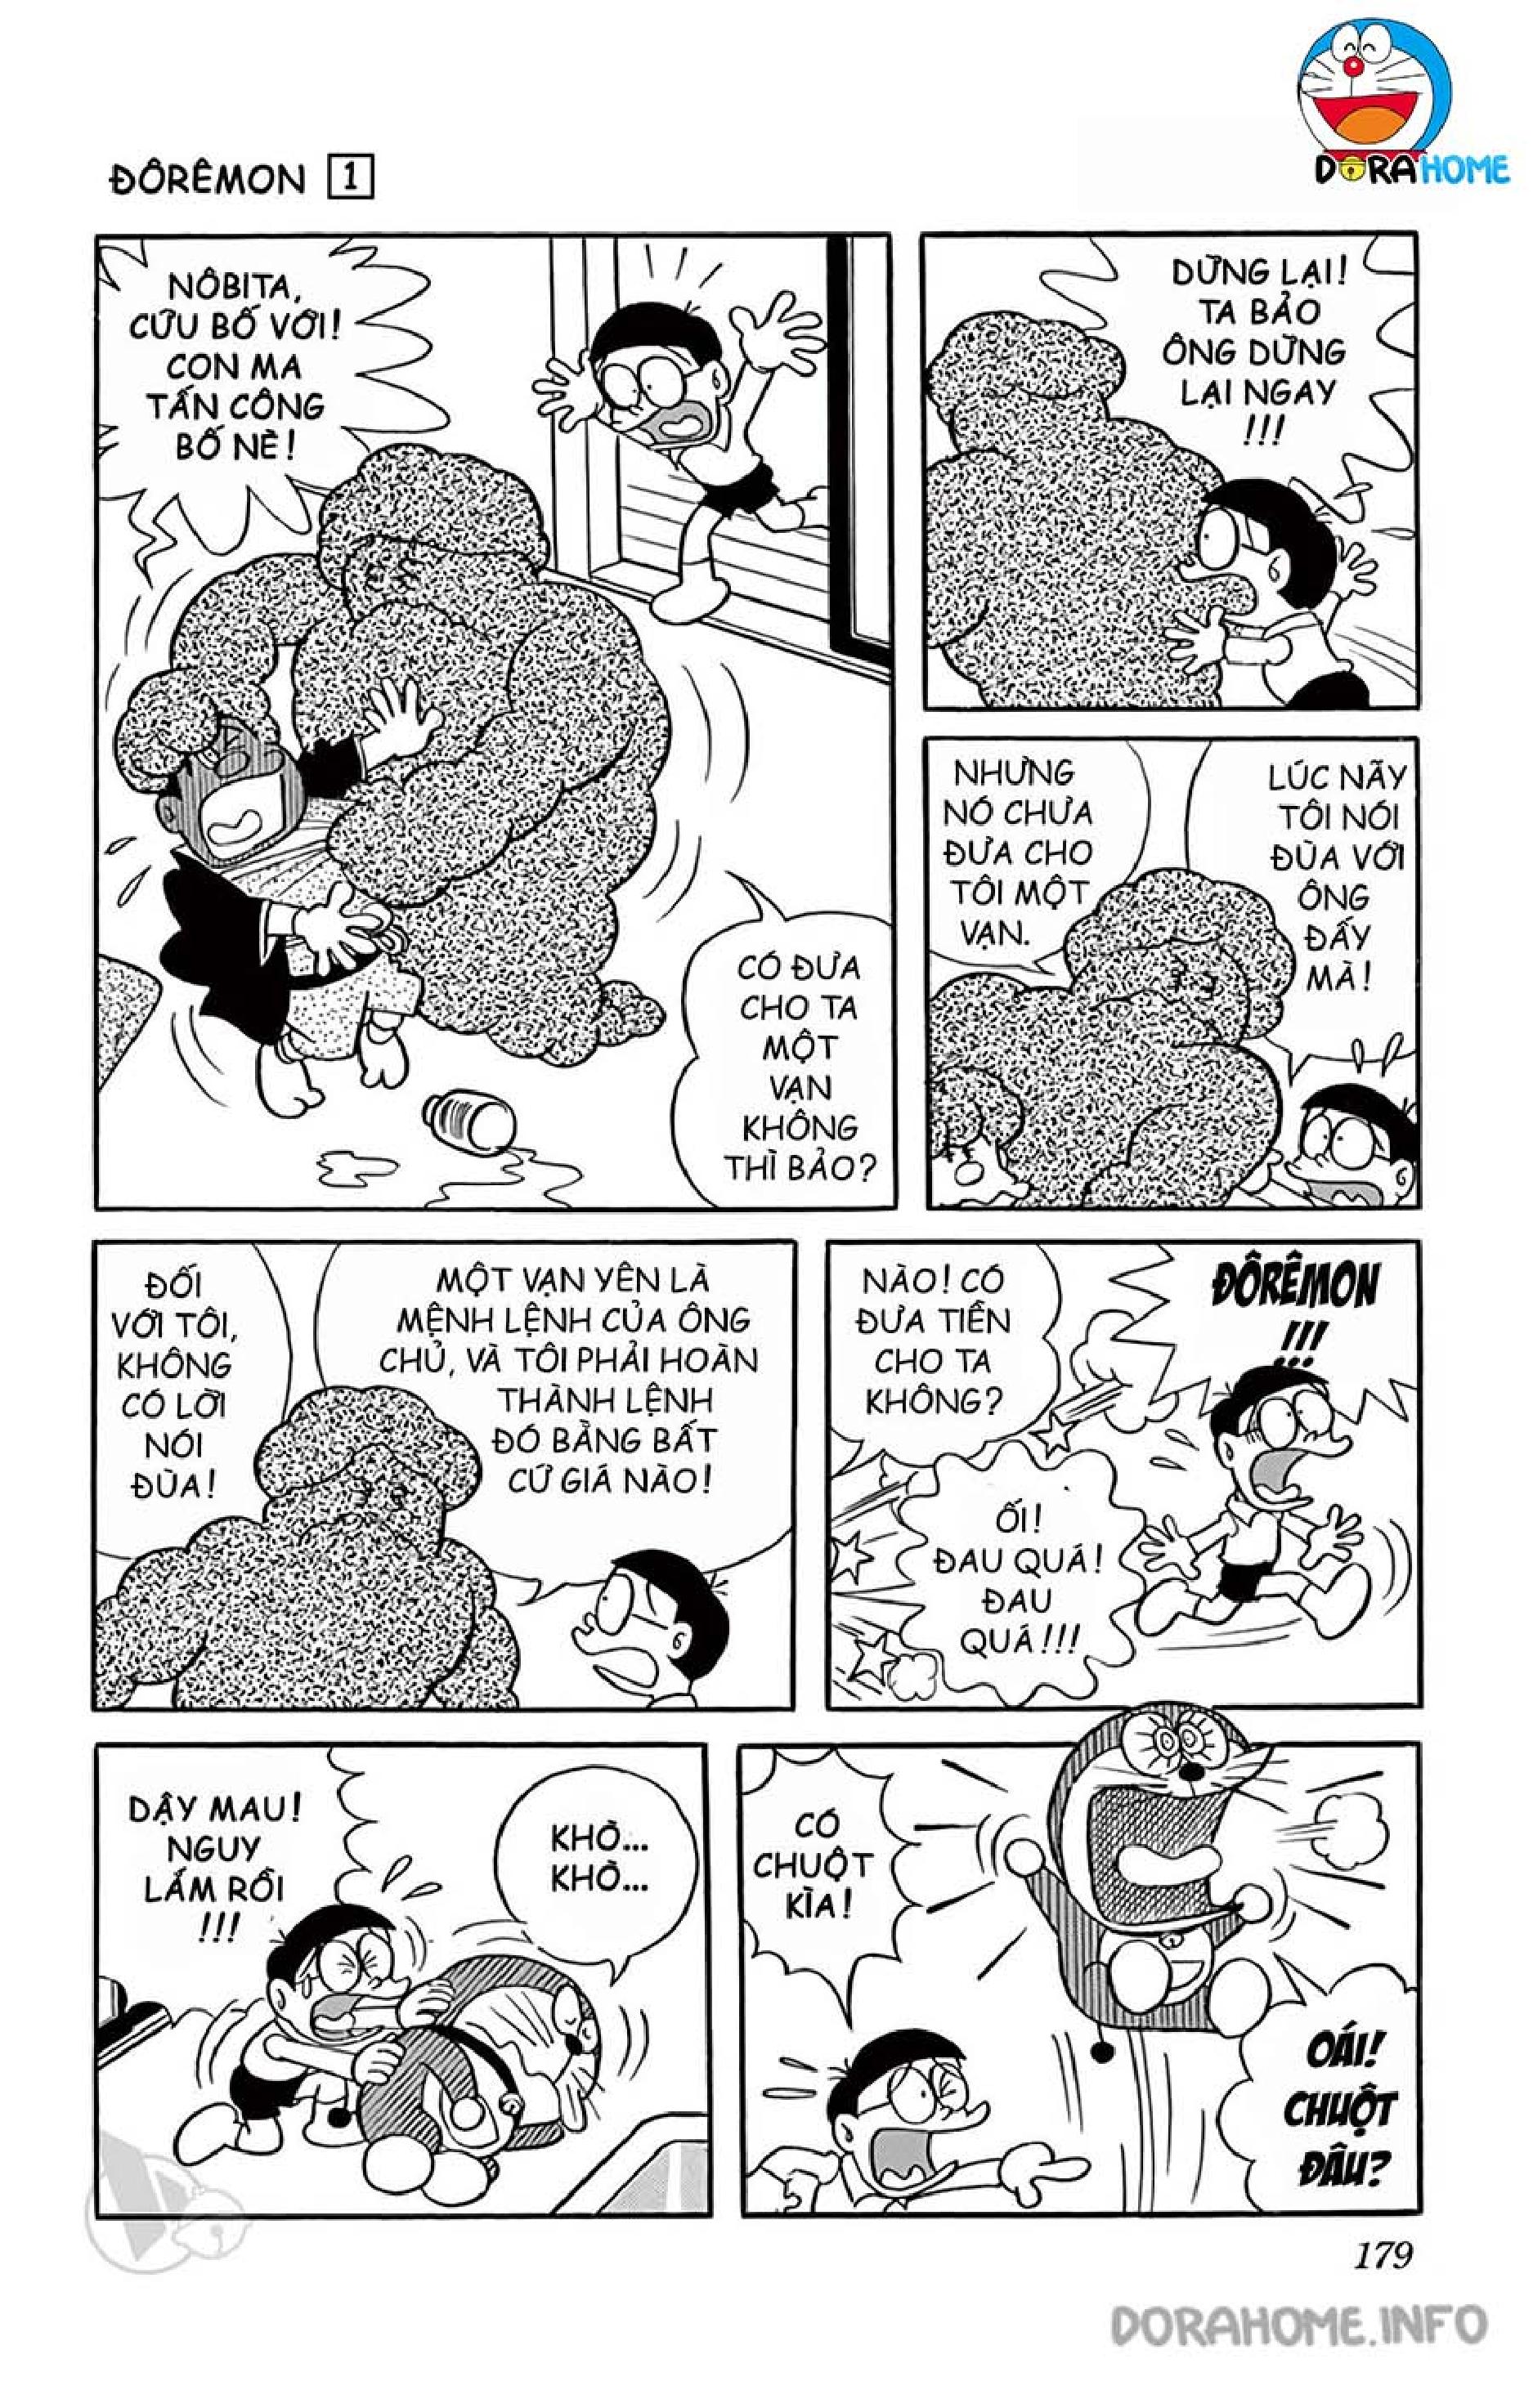 DORAHOME
ĐÔRÊMON 1
NÔBITA,
CỨU BỐ VỚI!
CON MA
TẤN CÔNG
BỐ NÈ!
CÓ ĐƯA
CHO TA
MỘT
VẠN
KHÔNG
THÌ BẢO?
DỪNG LẠI!
TA BẢO
ÔNG DỪNG
LẠI NGAY
!!!
NHƯNG
NÓ CHƯA
ĐƯA CHO
TÔI MỘT
VẠN.
LÚC NÃY
TÔI NÓI
ĐÙA VỚI
ÔNG
ĐẤY
MÀ!
ĐỐI
VỚI TÔI,
KHÔNG
CÓ LỜI
NÓI
ĐÙA!
MỘT VẠN YÊN LÀ
MỆNH LỆNH CỦA ÔNG
CHỦ, VÀ TÔI PHẢI HOÀN
THÀNH LỆNH
ĐÓ BẰNG BẤT
CỨ GIÁ NÀO!
NÀO! CÓ
ĐƯA TIỀN
CHO TA
KHÔNG?
ỐI!
ĐAU QUÁ!
ĐAU
QUÁ!!!
ĐÔRÊMON
!!!
DẬY MAU!
NGUY
LẮM RỒI
!!!
KHÒ...
KHÒ...
CÓ
CHUỘT
KÌA!
OÁI!
CHUỘT
ĐÂU?
179
DORAHOME.INFO